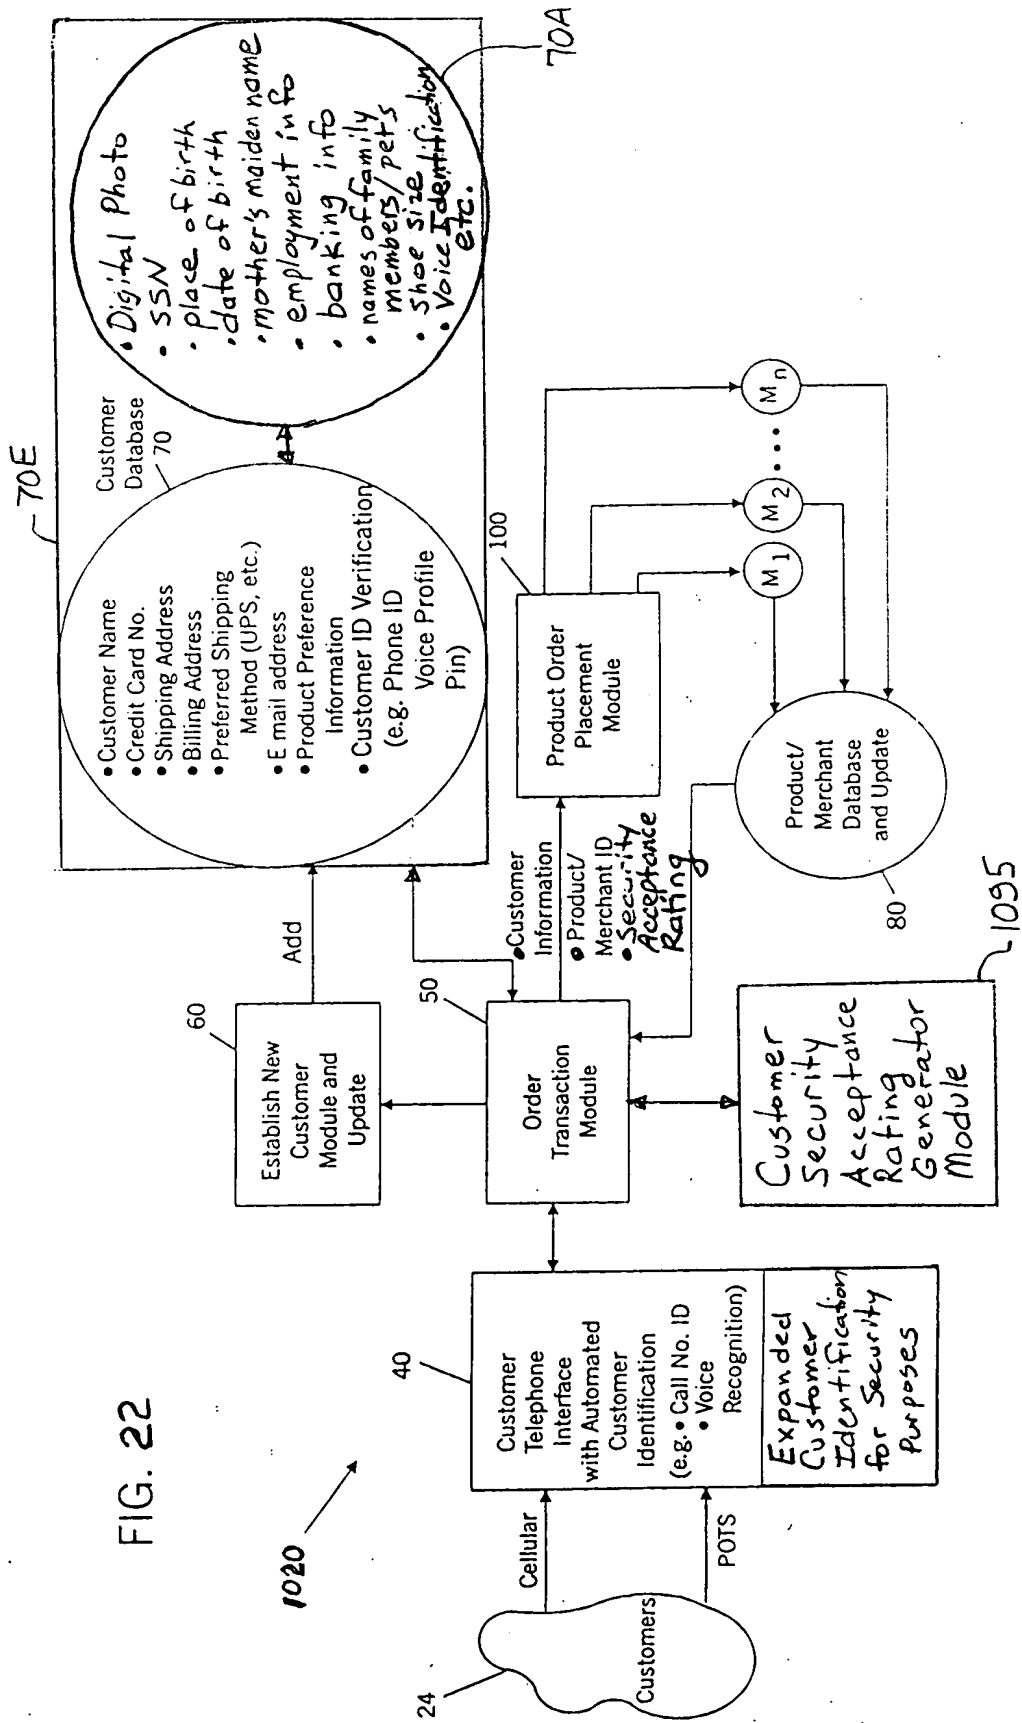 FIG. 22
1020
24
Customers
Cellular
POTS
40
Customer
Telephone
Interface
with Automated
Customer
Identification
(e.g. • Call No. ID
• Voice
Recognition)
Expanded
Customer
Identification
for Security
Purposes
60
Establish New
Customer
Module and
Update
Add
50
Order
Transaction
Module
Customer
Security
Acceptance
Rating
Generator
Module
1095
• Customer
Information
• Product/
Merchant ID
• Security
Acceptance
Rating
70E
Customer
Database
70
• Customer Name
• Credit Card No.
• Shipping Address
• Billing Address
• Preferred Shipping
Method (UPS, etc.)
• E mail address
• Product Preference
Information
• Customer ID Verification
(e.g. Phone ID
Voice Profile
Pin)
• Digital Photo
• SSN
• place of birth
• date of birth
• mother's maiden name
• employment info
• banking info
• names of family
members/pets
• shoe size
• Voice Identification
etc.
70A
100
Product Order
Placement
Module
M1
M2
• • • •
Mn
Product/
Merchant
Database
and Update
80